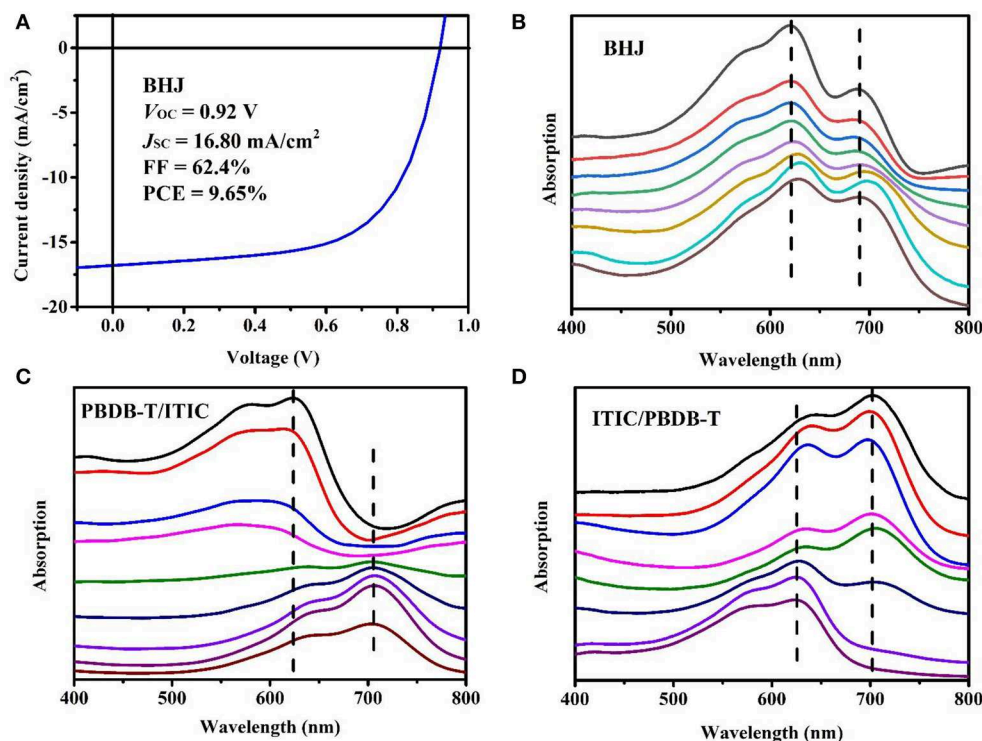 A
Current density (mA/cm²)
0
-5
-10
-15
-20
BHJ
VOC = 0.92 V
JSC = 16.80 mA/cm²
FF = 62.4%
PCE = 9.65%
0.0 0.2 0.4 0.6 0.8 1.0
Voltage (V)
B
BHJ
Absorption
400 500 600 700 800
Wavelength (nm)
C
PBDB-T/ITIC
Absorption
400 500 600 700 800
Wavelength (nm)
D
ITIC/PBDB-T
Absorption
400 500 600 700 800
Wavelength (nm)